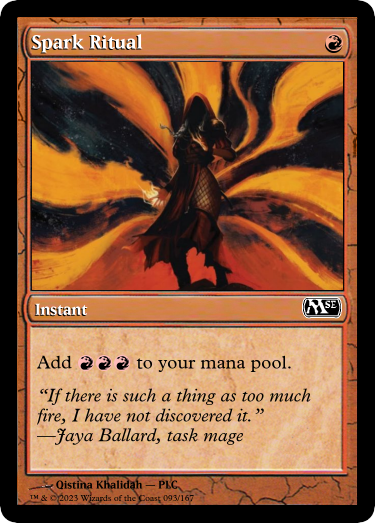 Spark Ritual
Instant
MSE
Add to your mana pool.
“If there is such a thing as too much
fire, I have not discovered it.”
—Jaya Ballard, task mage
Qistina Khalidah — PLC
™ & © 2023 Wizards of the Coast 093/167